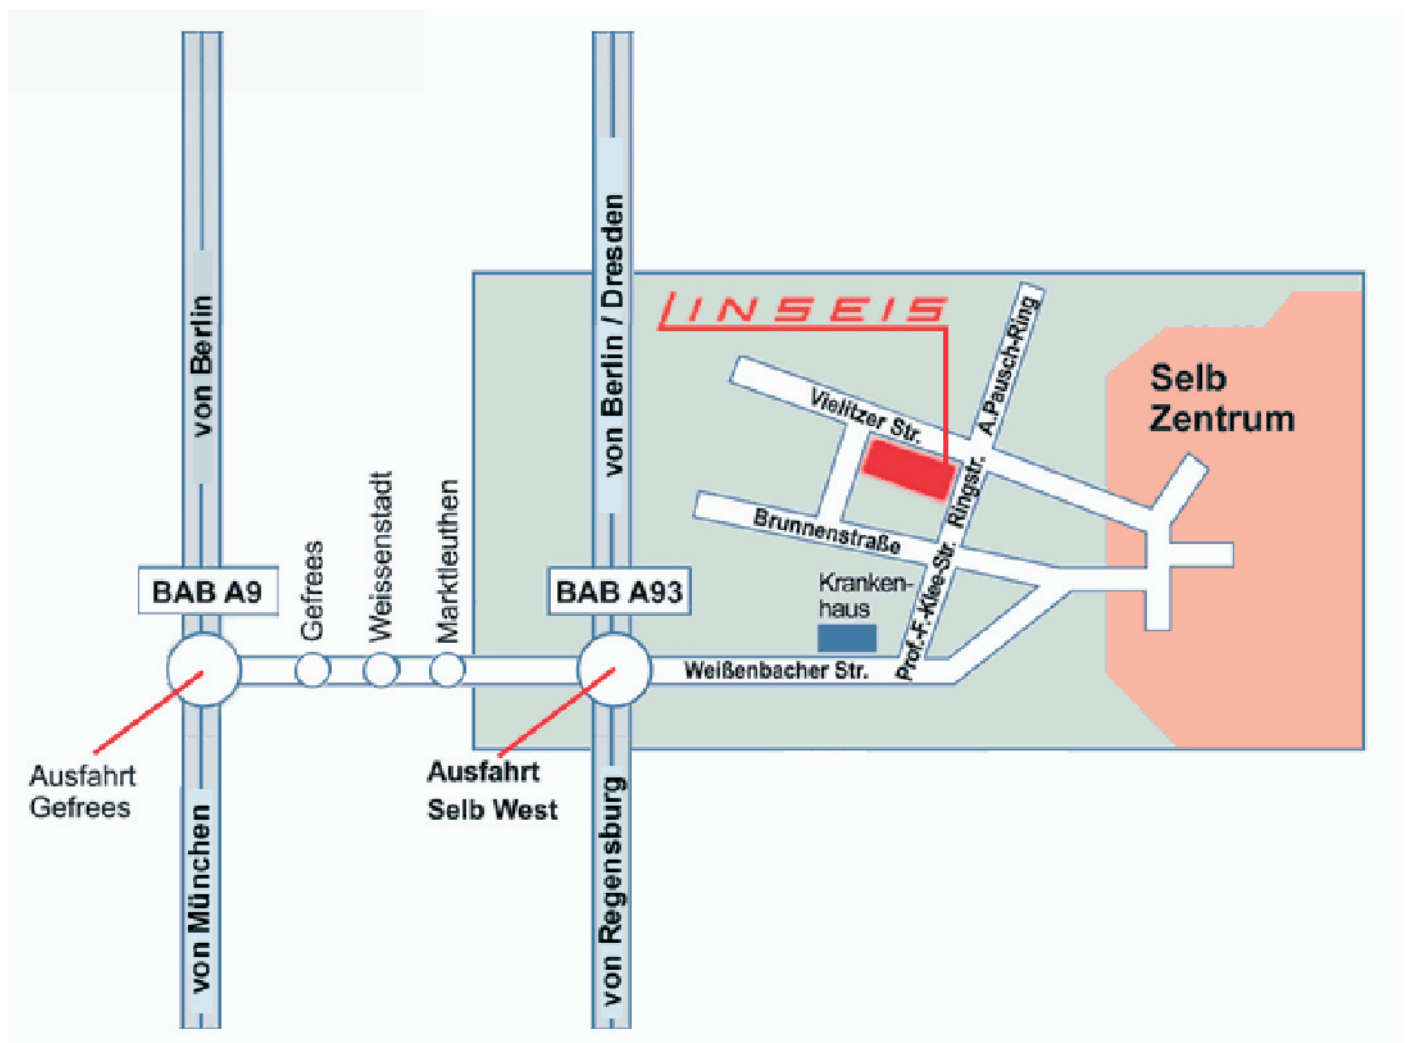 von Berlin
von Berlin / Dresden
LINSEIS
A.Pausch-Ring
Selb
Zentrum
Vielitzer Str.
Ringstr.
Brunnenstraße
Prof.-F.-Klee-Str.
Kranken-
haus
Gefrees
Weissenstadt
Marktleuthen
BAB A9
BAB A93
Weißenbacher Str.
Ausfahrt
Gefrees
Ausfahrt
Selb West
von München
von Regensburg